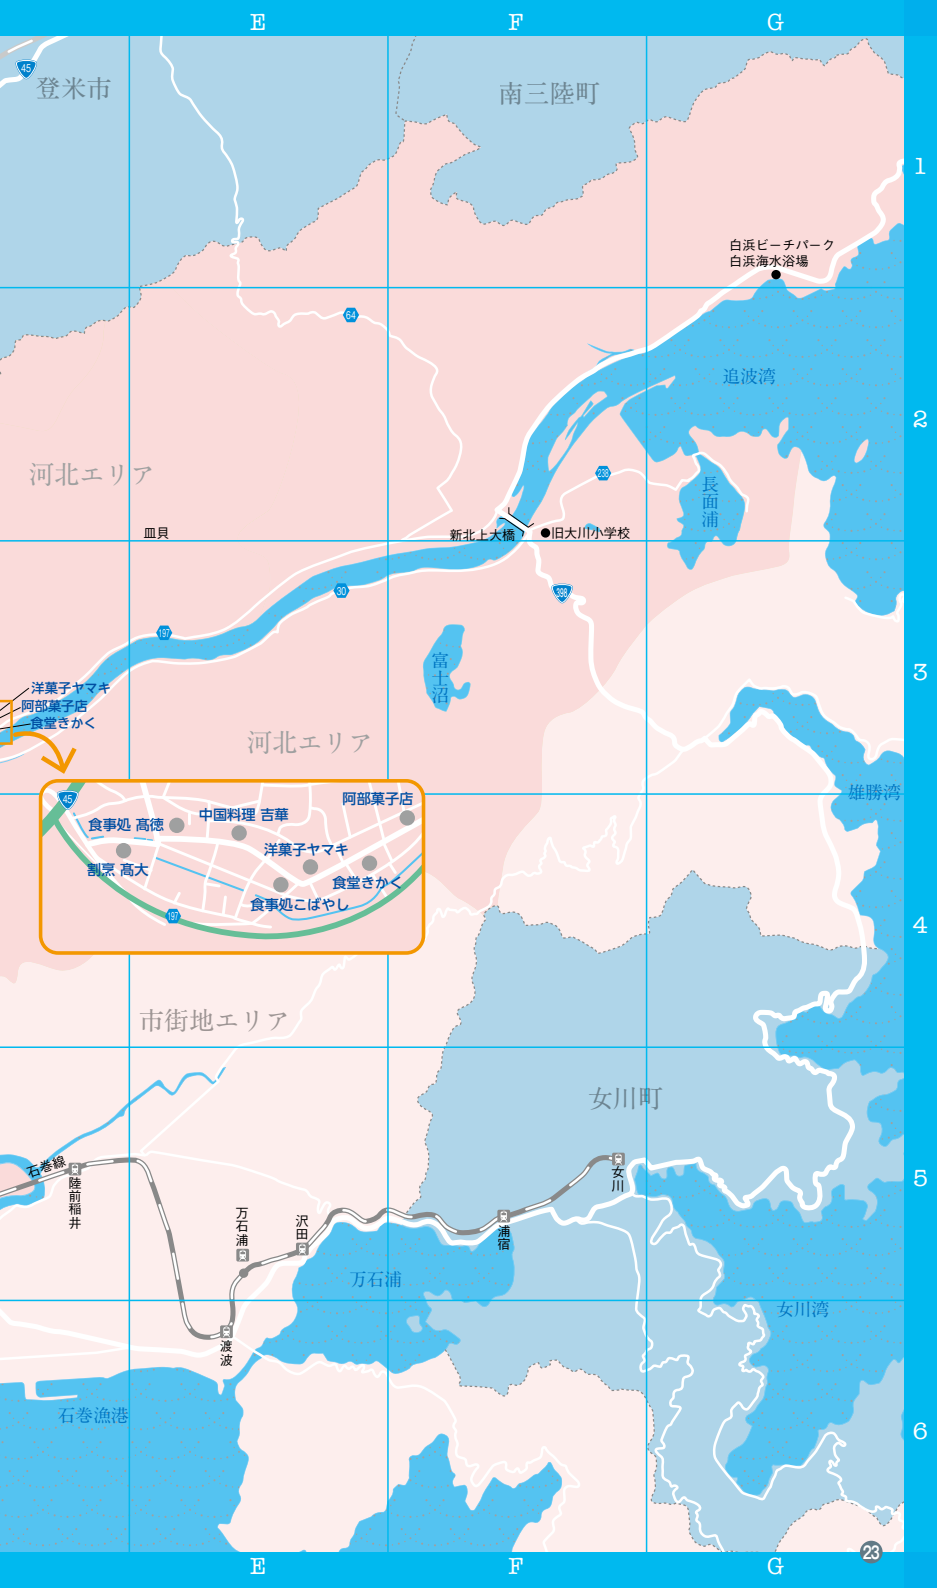 E
F
G
45
登米市
南三陸町
1
白浜ビーチパーク
白浜海水浴場
64
追波湾
2
河北エリア
238
長面浦
皿貝
新北上大橋
旧大川小学校
30
398
197
富士沼
3
洋菓子ヤマキ
阿部菓子店
食堂きかく
河北エリア
雄勝湾
45
阿部菓子店
中国料理 吉華
食事処 髙徳
洋菓子ヤマキ
割烹 髙大
食堂きかく
食事処こばやし
197
4
市街地エリア
女川町
石巻線
陸前稲井
女川
5
万石浦
沢田
浦宿
万石浦
女川湾
渡波
石巻漁港
6
23
E
F
G